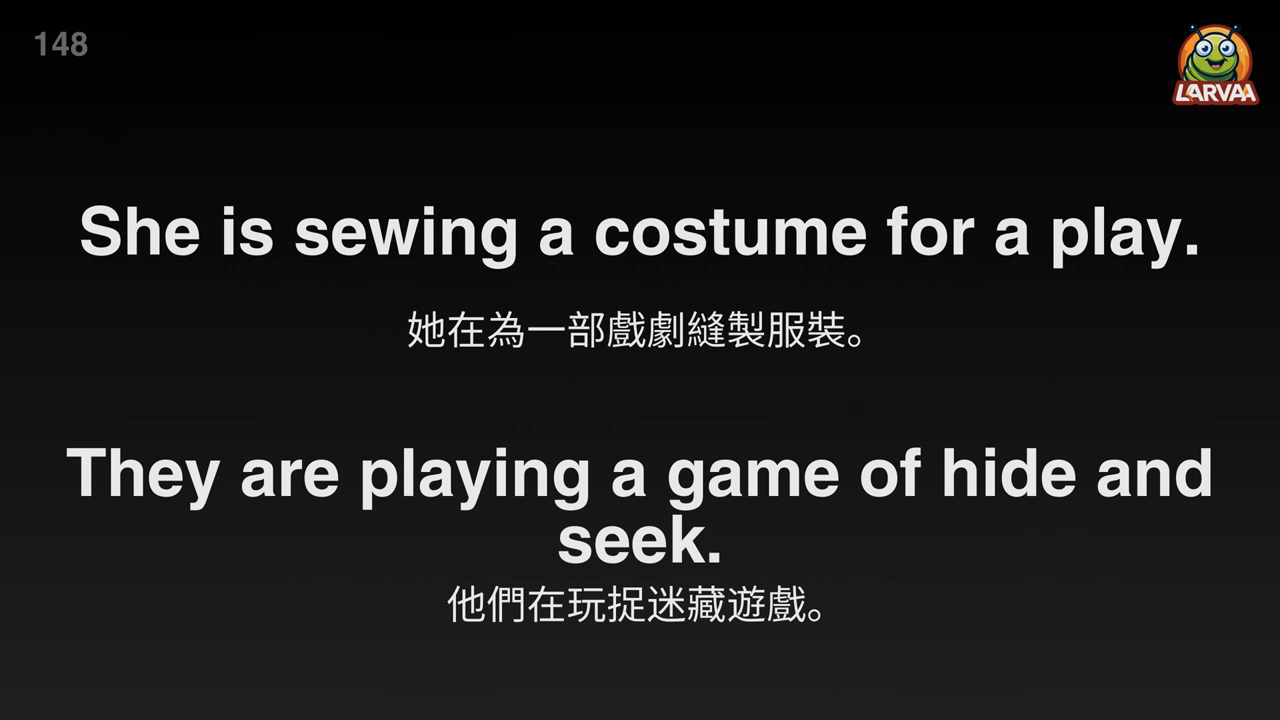 148
LARVAA
She is sewing a costume for a play.
她在為一部戲劇縫製服裝。
They are playing a game of hide and
seek.
他們在玩捉迷藏遊戲。